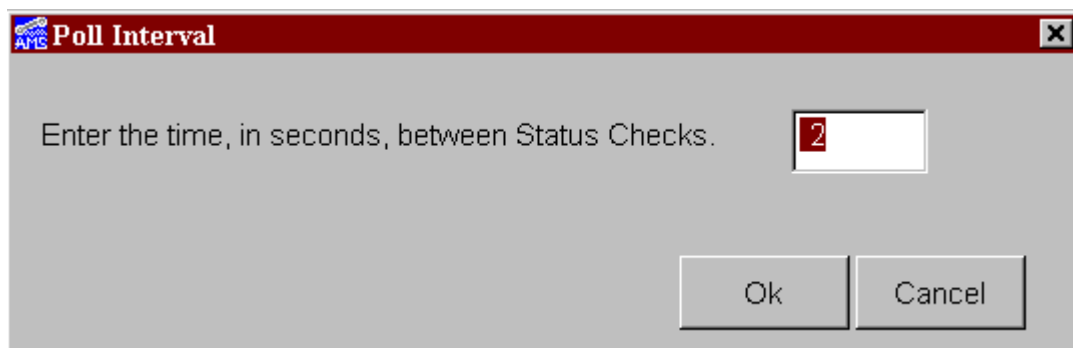 AMS Poll Interval
Enter the time, in seconds, between Status Checks. 2
Ok Cancel